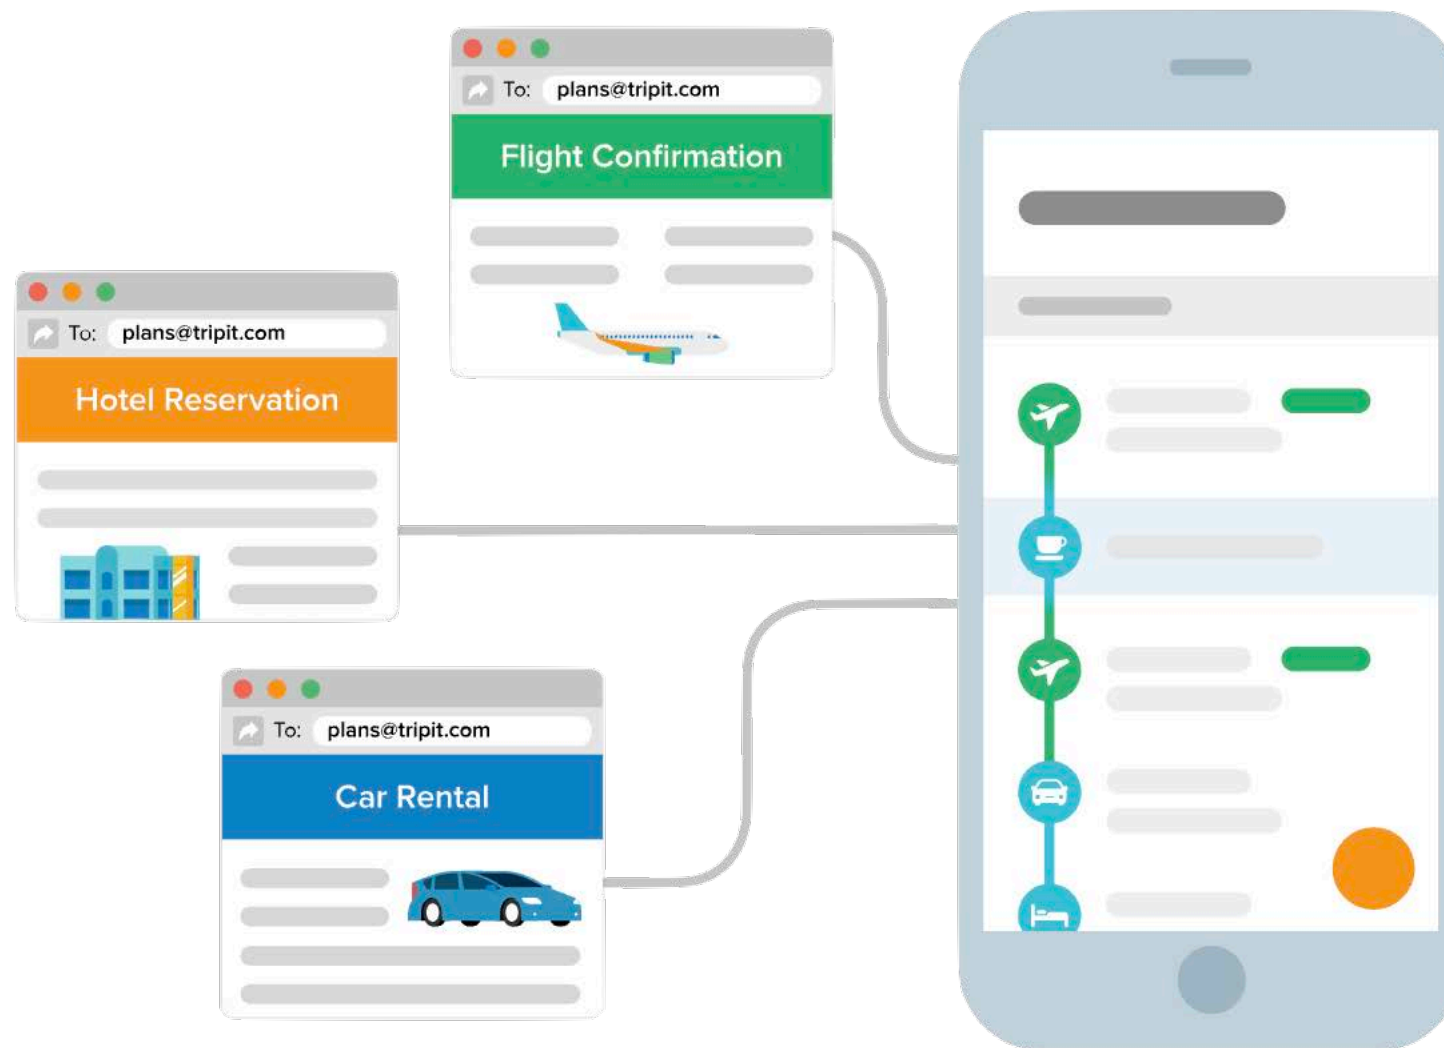 To: plans@tripit.com
Flight Confirmation
To: plans@tripit.com
Hotel Reservation
To: plans@tripit.com
Car Rental